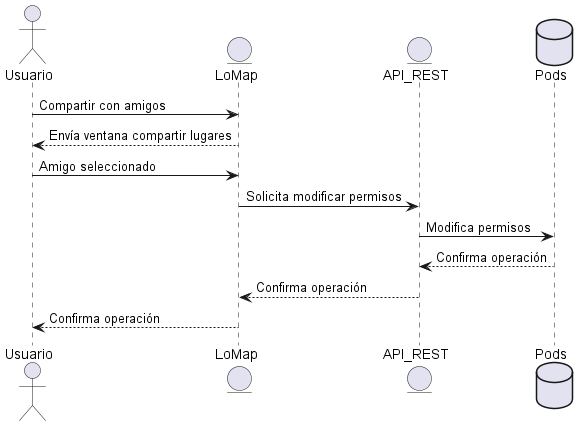 Usuario
LoMap
API_REST
Pods
Compartir con amigos
Envía ventana compartir lugares
Amigo seleccionado
Solicita modificar permisos
Modifica permisos
Confirma operación
Confirma operación
Confirma operación
Usuario
LoMap
API_REST
Pods